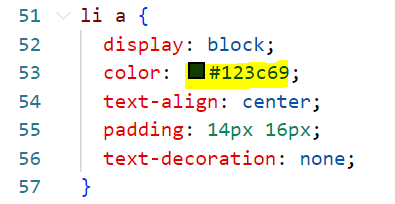 51 li a {
52 display: block;
53 color: #123c69;
54 text-align: center;
55 padding: 14px 16px;
56 text-decoration: none;
57 }